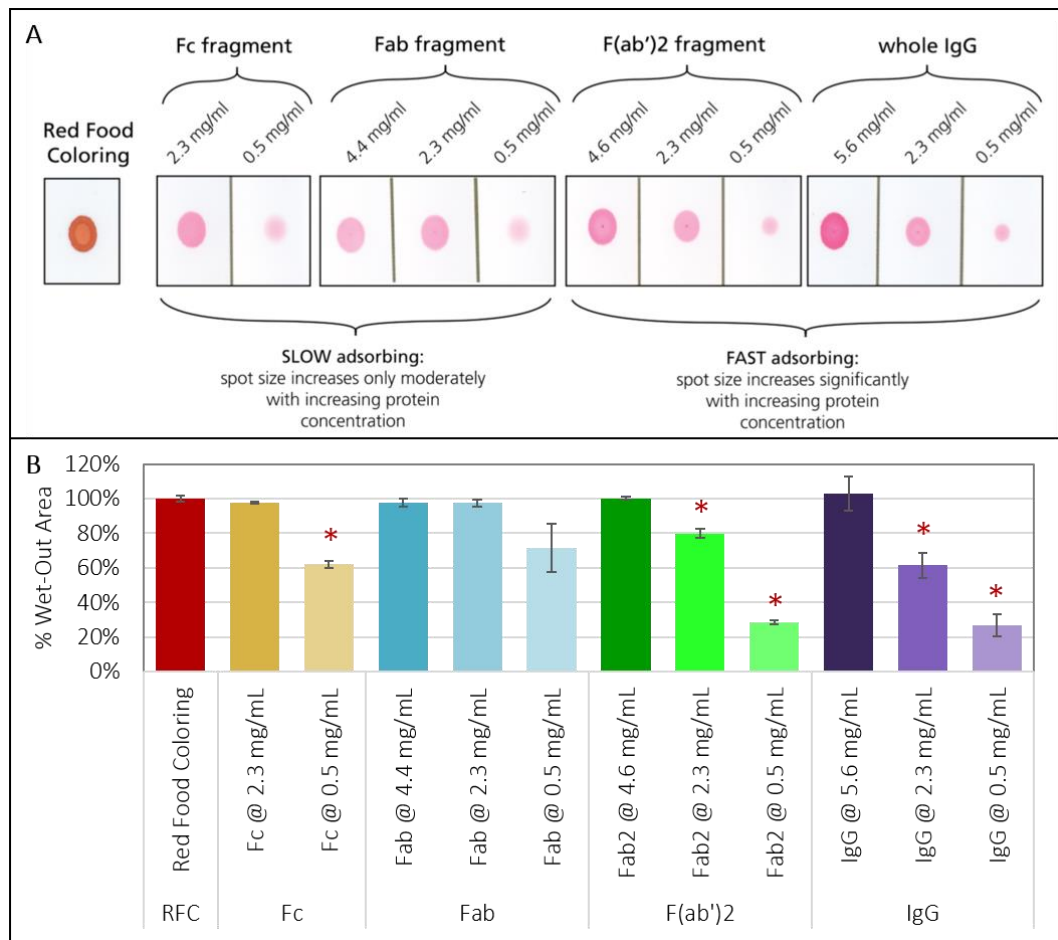 A
Fc fragment
Fab fragment
F(ab')2 fragment
whole IgG
Red Food
Coloring
2.3 mg/ml
0.5 mg/ml
4.4 mg/ml
2.3 mg/ml
0.5 mg/ml
4.6 mg/ml
2.3 mg/ml
0.5 mg/ml
5.6 mg/ml
2.3 mg/ml
0.5 mg/ml
SLOW adsorbing:
spot size increases only moderately
with increasing protein
concentration
FAST adsorbing:
spot size increases significantly
with increasing protein
concentration
B
% Wet-Out Area
120%
100%
80%
60%
40%
20%
0%
*
*
*
*
*
Red Food Coloring
Fc @ 2.3 mg/mL
Fc @ 0.5 mg/mL
Fab @ 4.4 mg/mL
Fab @ 2.3 mg/mL
Fab @ 0.5 mg/mL
Fab2 @ 4.6 mg/mL
Fab2 @ 2.3 mg/mL
Fab2 @ 0.5 mg/mL
IgG @ 5.6 mg/mL
IgG @ 2.3 mg/mL
IgG @ 0.5 mg/mL
RFC
Fc
Fab
F(ab')2
IgG